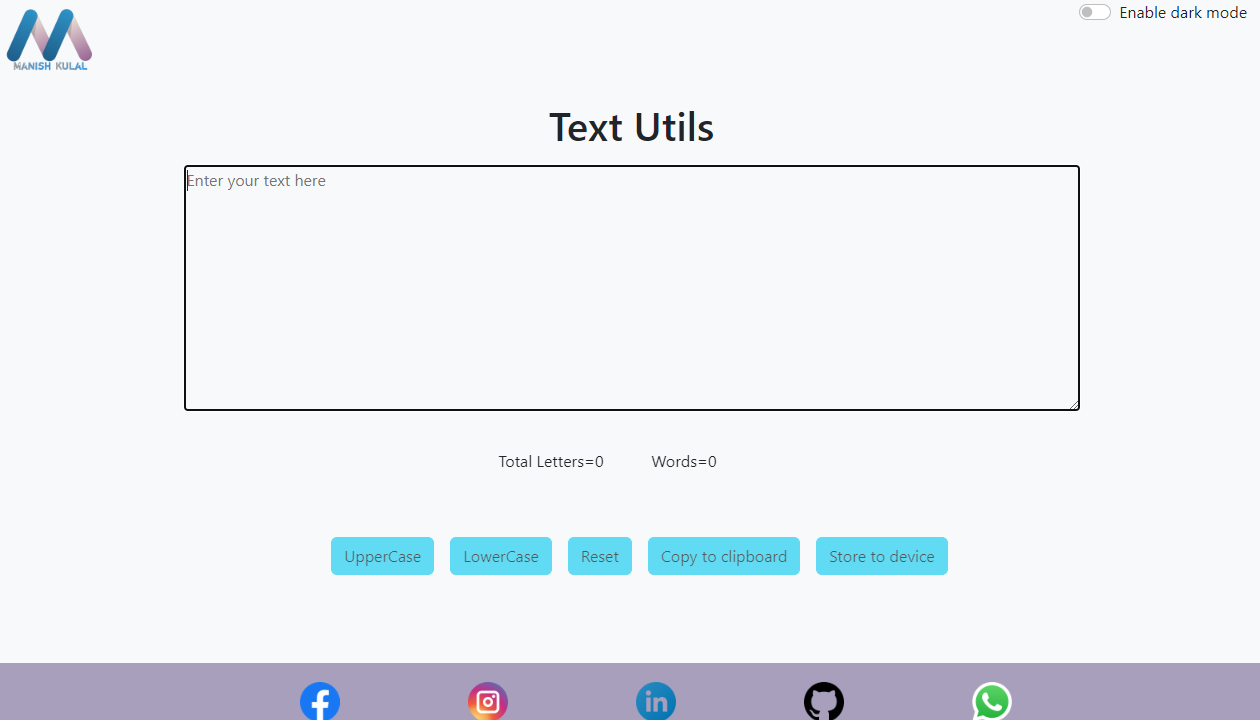 MANISH KULAL
Enable dark mode
Text Utils
Enter your text here
Total Letters=0 Words=0
UpperCase LowerCase Reset Copy to clipboard Store to device
in